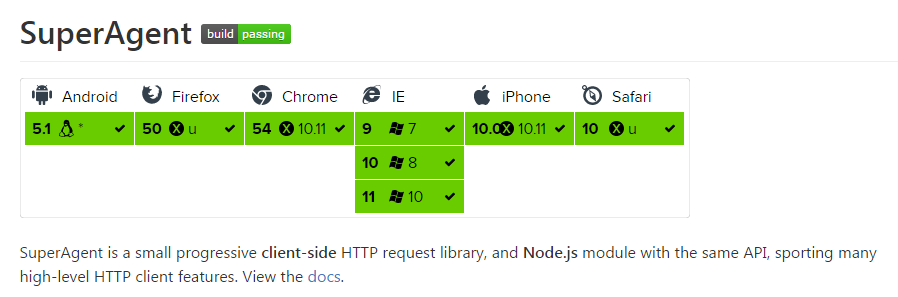 SuperAgent build passing
Android Firefox Chrome IE iPhone Safari
5.1 * 50 u 54 10.11 9 7 10.0 10.11 10 u
10 8
11 10
SuperAgent is a small progressive client-side HTTP request library, and Node.js module with the same API, sporting many
high-level HTTP client features. View the docs.